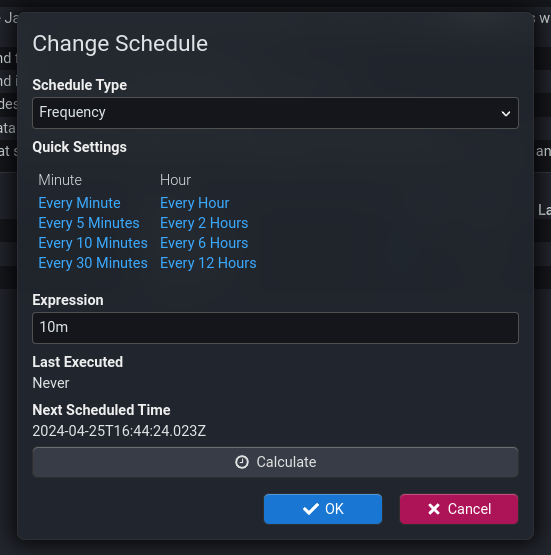 Change Schedule
Schedule Type
Frequency
Quick Settings
Minute Hour
Every Minute Every Hour
Every 5 Minutes Every 2 Hours
Every 10 Minutes Every 6 Hours
Every 30 Minutes Every 12 Hours
Expression
10m
Last Executed
Never
Next Scheduled Time
2024-04-25T16:44:24.023Z
Calculate
OK Cancel